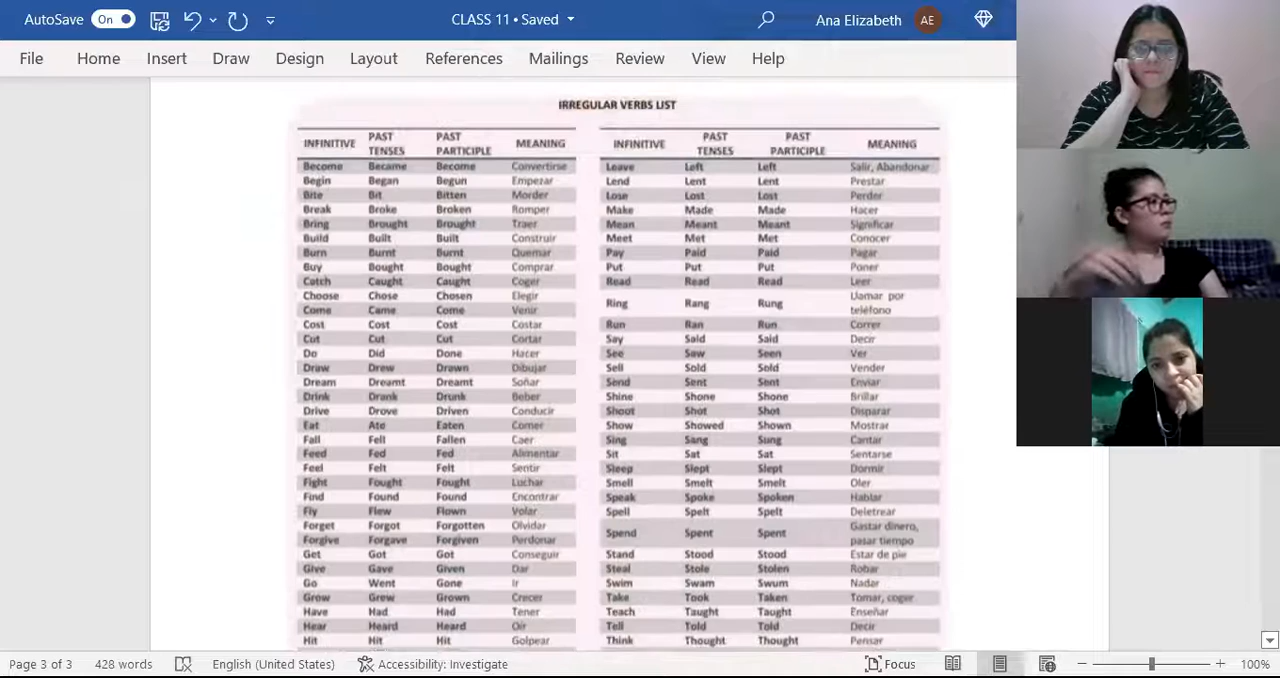 AutoSave On CLASS 11 • Saved Ana Elizabeth AE
File Home Insert Draw Design Layout References Mailings Review View Help
IRREGULAR VERBS LIST
INFINITIVE PAST TENSES PAST PARTICIPLE MEANING
Become Became Become Convertirse
Begin Began Begun Empezar
Bite Bit Bitten Morder
Break Broke Broken Romper
Bring Brought Brought Traer
Build Built Built Construir
Burn Burnt Burnt Quemar
Buy Bought Bought Comprar
Catch Caught Caught Coger
Choose Chose Chosen Elegir
Come Came Come Venir
Cost Cost Cost Costar
Cut Cut Cut Cortar
Do Did Done Hacer
Draw Drew Drawn Dibujar
Dream Dreamt Dreamt Soñar
Drink Drank Drunk Beber
Drive Drove Driven Conducir
Eat Ate Eaten Comer
Fall Fell Fallen Caer
Feed Fed Fed Alimentar
Feel Felt Felt Sentir
Fight Fought Fought Luchar
Find Found Found Encontrar
Fly Flew Flown Volar
Forget Forgot Forgotten Olvidar
Forgive Forgave Forgiven Perdonar
Get Got Got Conseguir
Give Gave Given Dar
Go Went Gone Ir
Grow Grew Grown Crecer
Have Had Had Tener
Hear Heard Heard Oir
Hit Hit Hit Golpear
INFINITIVE PAST TENSES PAST PARTICIPLE MEANING
Leave Left Left Salir, Abandonar
Lend Lent Lent Prestar
Lose Lost Lost Perder
Make Made Made Hacer
Mean Meant Meant Significar
Meet Met Met Conocer
Pay Paid Paid Pagar
Put Put Put Poner
Read Read Read Leer
Ring Rang Rung Llamar por teléfono
Run Ran Run Correr
Say Said Said Decir
See Saw Seen Ver
Sell Sold Sold Vender
Send Sent Sent Enviar
Shine Shone Shone Brillar
Shoot Shot Shot Disparar
Show Showed Shown Mostrar
Sing Sang Sung Cantar
Sit Sat Sat Sentarse
Sleep Slept Slept Dormir
Smell Smelt Smelt Oler
Speak Spoke Spoken Hablar
Spell Spelt Spelt Deletrear
Spend Spent Spent Gastar dinero, pasar tiempo
Stand Stood Stood Estar de pie
Steal Stole Stolen Robar
Swim Swam Swum Nadar
Take Took Taken Tomar, coger
Teach Taught Taught Enseñar
Tell Told Told Decir
Think Thought Thought Pensar
Page 3 of 3 428 words English (United States) Accessibility: Investigate Focus 100%